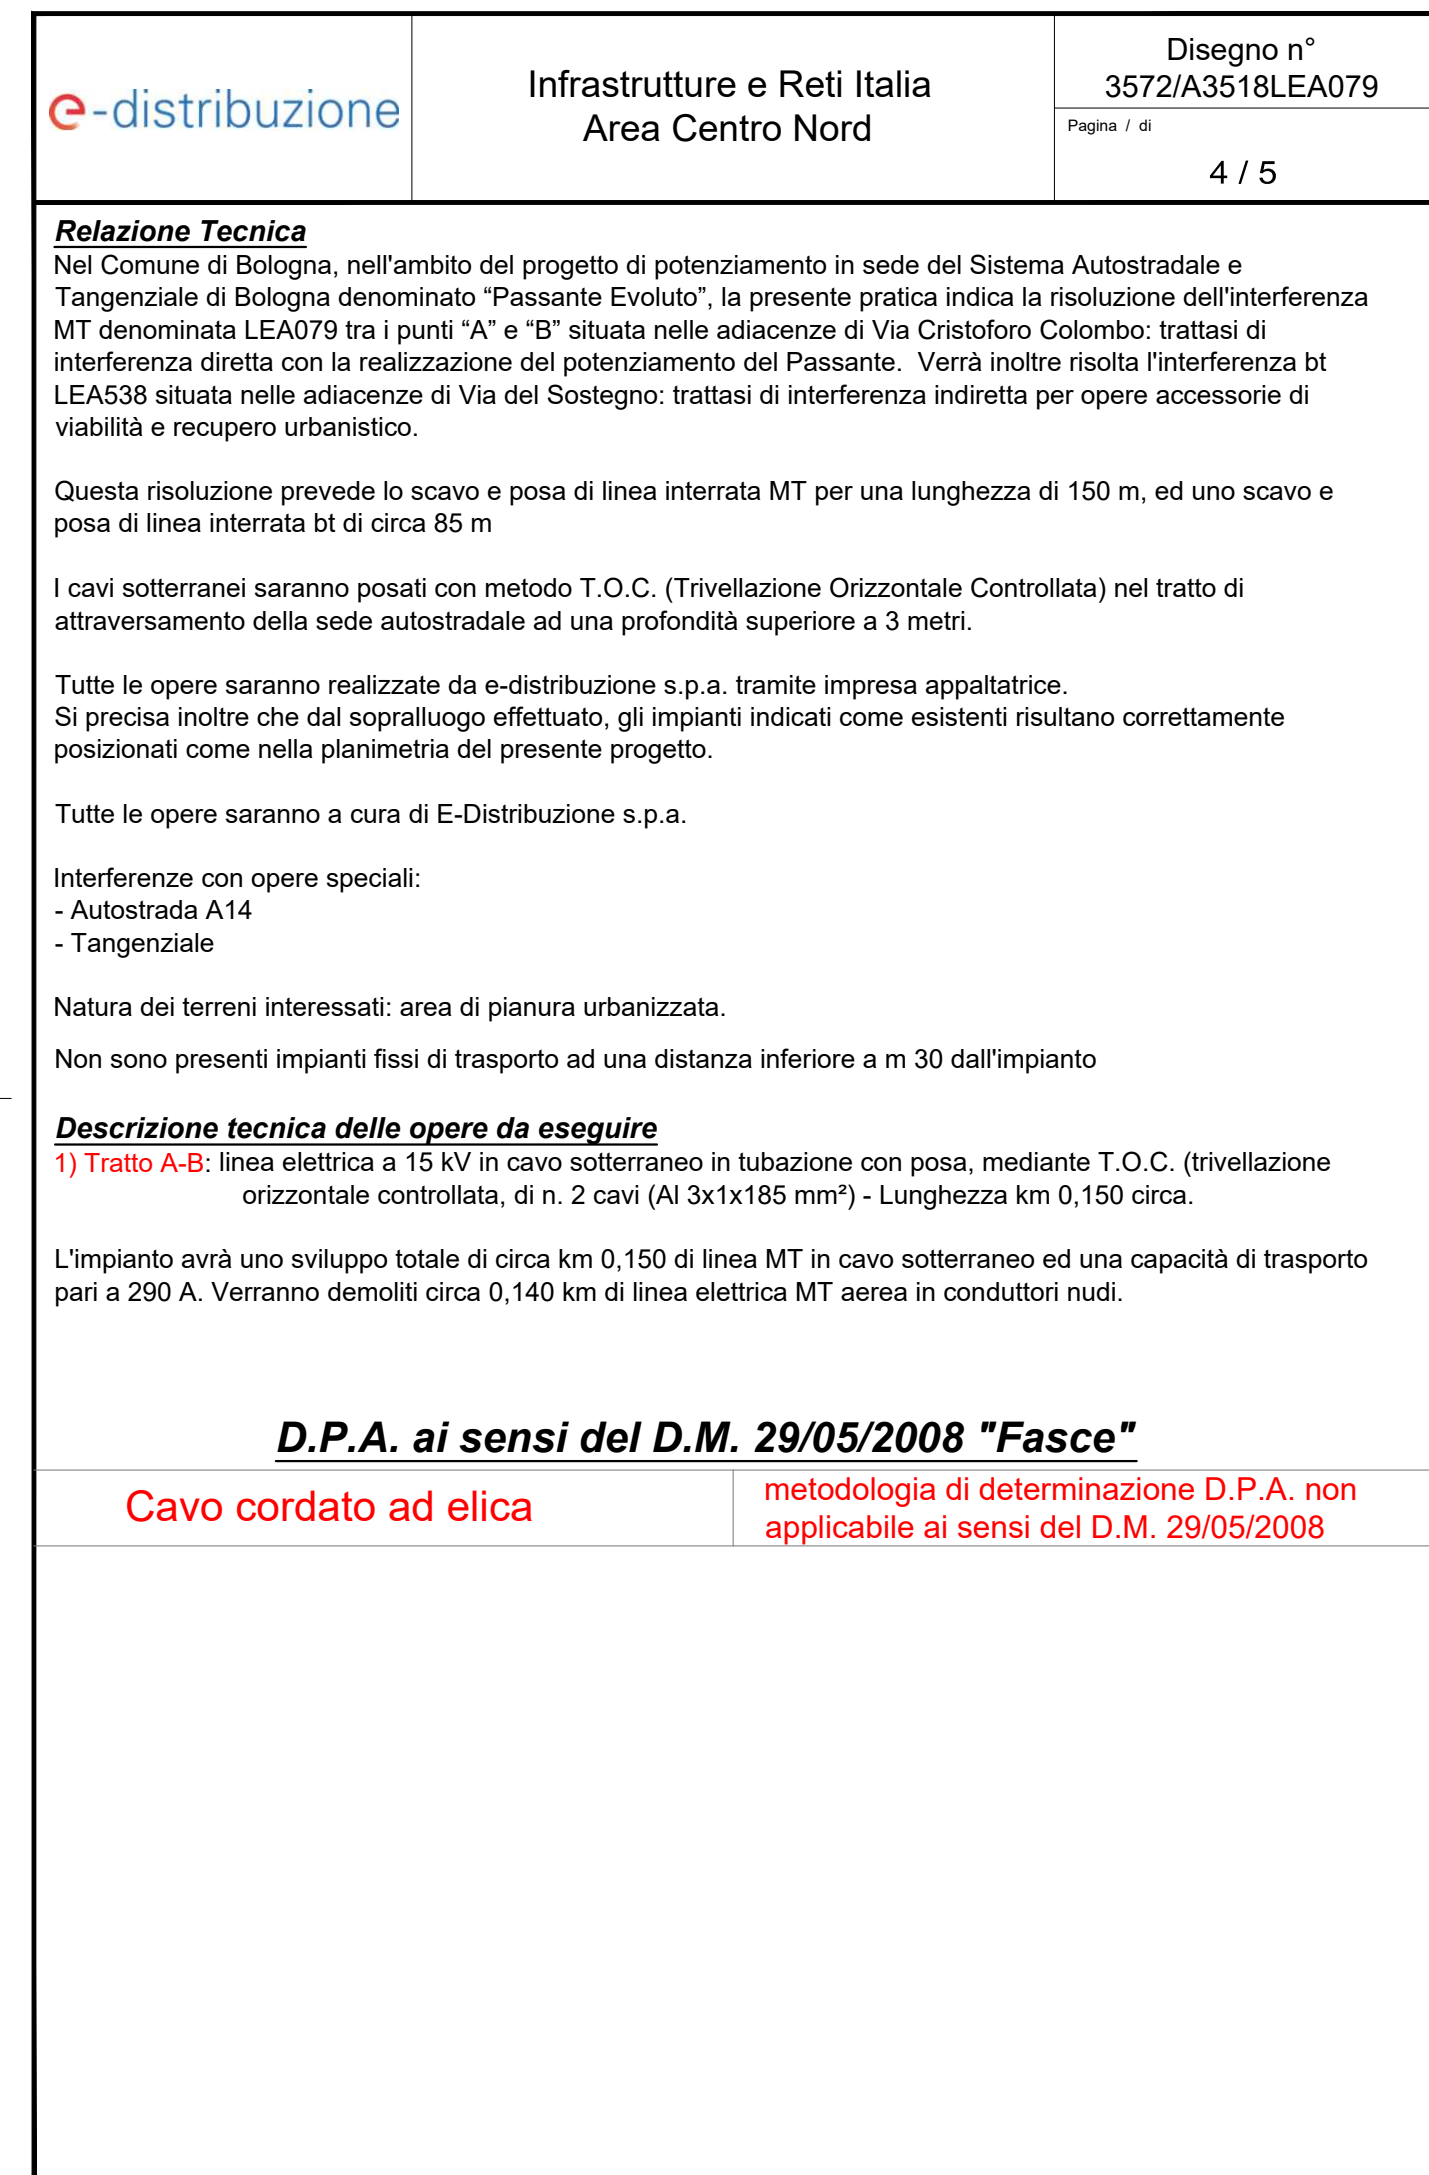 e-distribuzione
Infrastrutture e Reti Italia
Area Centro Nord
Disegno n°
3572/A3518LEA079
Pagina / di
4 / 5
Relazione Tecnica
Nel Comune di Bologna, nell'ambito del progetto di potenziamento in sede del Sistema Autostradale e
Tangenziale di Bologna denominato “Passante Evoluto”, la presente pratica indica la risoluzione dell'interferenza
MT denominata LEA079 tra i punti “A” e “B” situata nelle adiacenze di Via Cristoforo Colombo: trattasi di
interferenza diretta con la realizzazione del potenziamento del Passante.  Verrà inoltre risolta l'interferenza bt
LEA538 situata nelle adiacenze di Via del Sostegno: trattasi di interferenza indiretta per opere accessorie di
viabilità e recupero urbanistico.
Questa risoluzione prevede lo scavo e posa di linea interrata MT per una lunghezza di 150 m, ed uno scavo e
posa di linea interrata bt di circa 85 m
I cavi sotterranei saranno posati con metodo T.O.C. (Trivellazione Orizzontale Controllata) nel tratto di
attraversamento della sede autostradale ad una profondità superiore a 3 metri.
Tutte le opere saranno realizzate da e-distribuzione s.p.a. tramite impresa appaltatrice.
Si precisa inoltre che dal sopralluogo effettuato, gli impianti indicati come esistenti risultano correttamente
posizionati come nella planimetria del presente progetto.
Tutte le opere saranno a cura di E-Distribuzione s.p.a.
Interferenze con opere speciali:
- Autostrada A14
- Tangenziale
Natura dei terreni interessati: area di pianura urbanizzata.
Non sono presenti impianti fissi di trasporto ad una distanza inferiore a m 30 dall'impianto
Descrizione tecnica delle opere da eseguire
1) Tratto A-B: linea elettrica a 15 kV in cavo sotterraneo in tubazione con posa, mediante T.O.C. (trivellazione
orizzontale controllata, di n. 2 cavi (Al 3x1x185 mm²) - Lunghezza km 0,150 circa.
L'impianto avrà uno sviluppo totale di circa km 0,150 di linea MT in cavo sotterraneo ed una capacità di trasporto
pari a 290 A. Verranno demoliti circa 0,140 km di linea elettrica MT aerea in conduttori nudi.
D.P.A. ai sensi del D.M. 29/05/2008 "Fasce"
Cavo cordato ad elica
metodologia di determinazione D.P.A. non
applicabile ai sensi del D.M. 29/05/2008